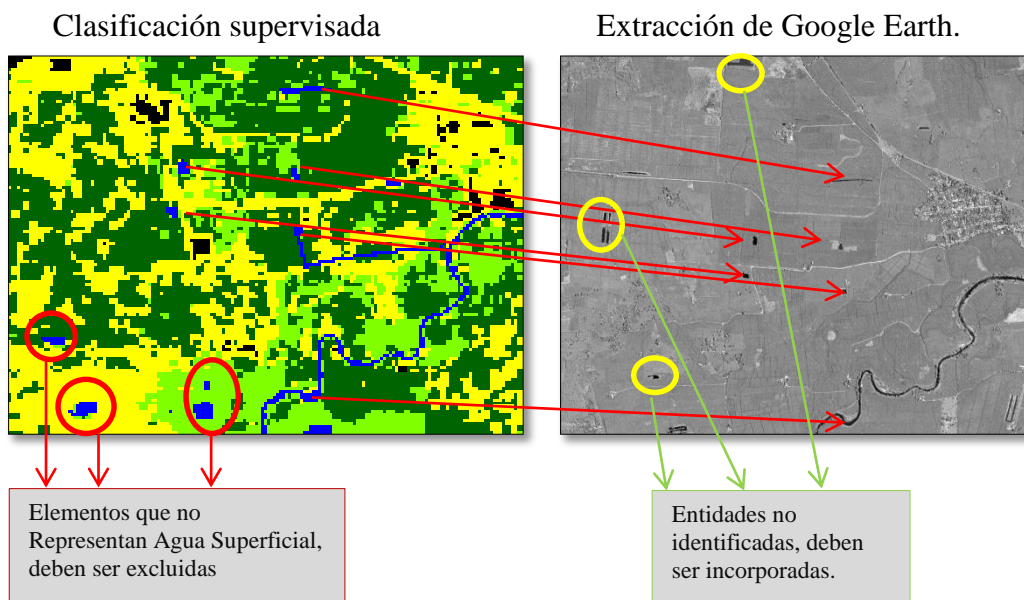 Clasificación supervisada
Extracción de Google Earth.
Elementos que no
Representan Agua Superficial,
deben ser excluidas
Entidades no
identificadas, deben
ser incorporadas.